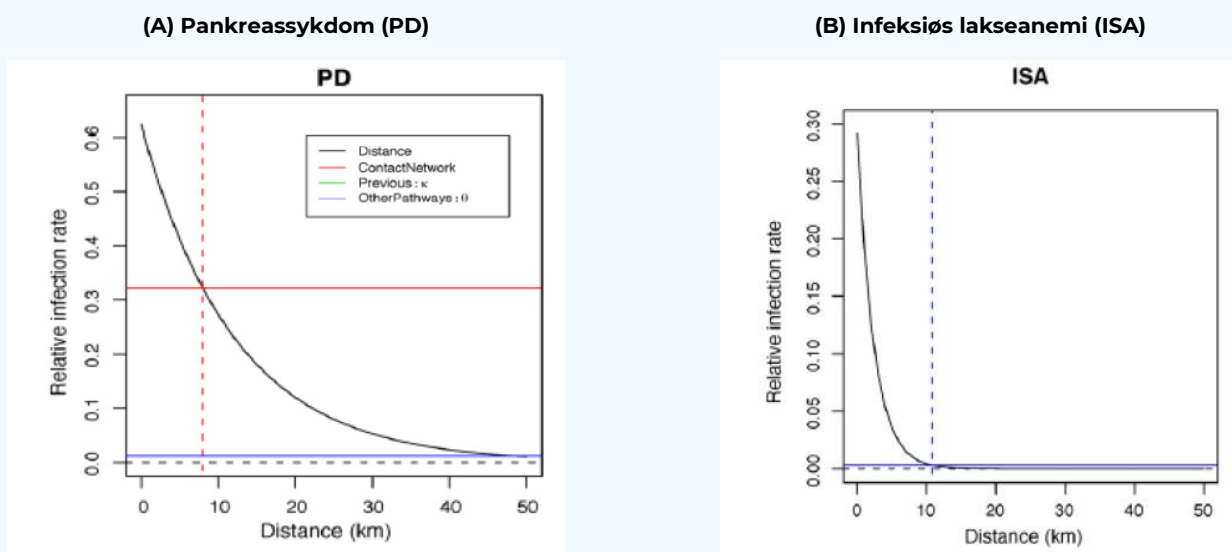 (A) Pankreassykdom (PD)
(B) Infeksiøs lakseanemi (ISA)
PD
Relative infection rate
0.6
0.5
0.4
0.3
0.2
0.1
0.0
Distance
ContactNetwork
Previous : κ
OtherPathways : θ
0 10 20 30 40 50
Distance (km)
ISA
Relative infection rate
0.30
0.25
0.20
0.15
0.10
0.05
0.00
0 10 20 30 40 50
Distance (km)